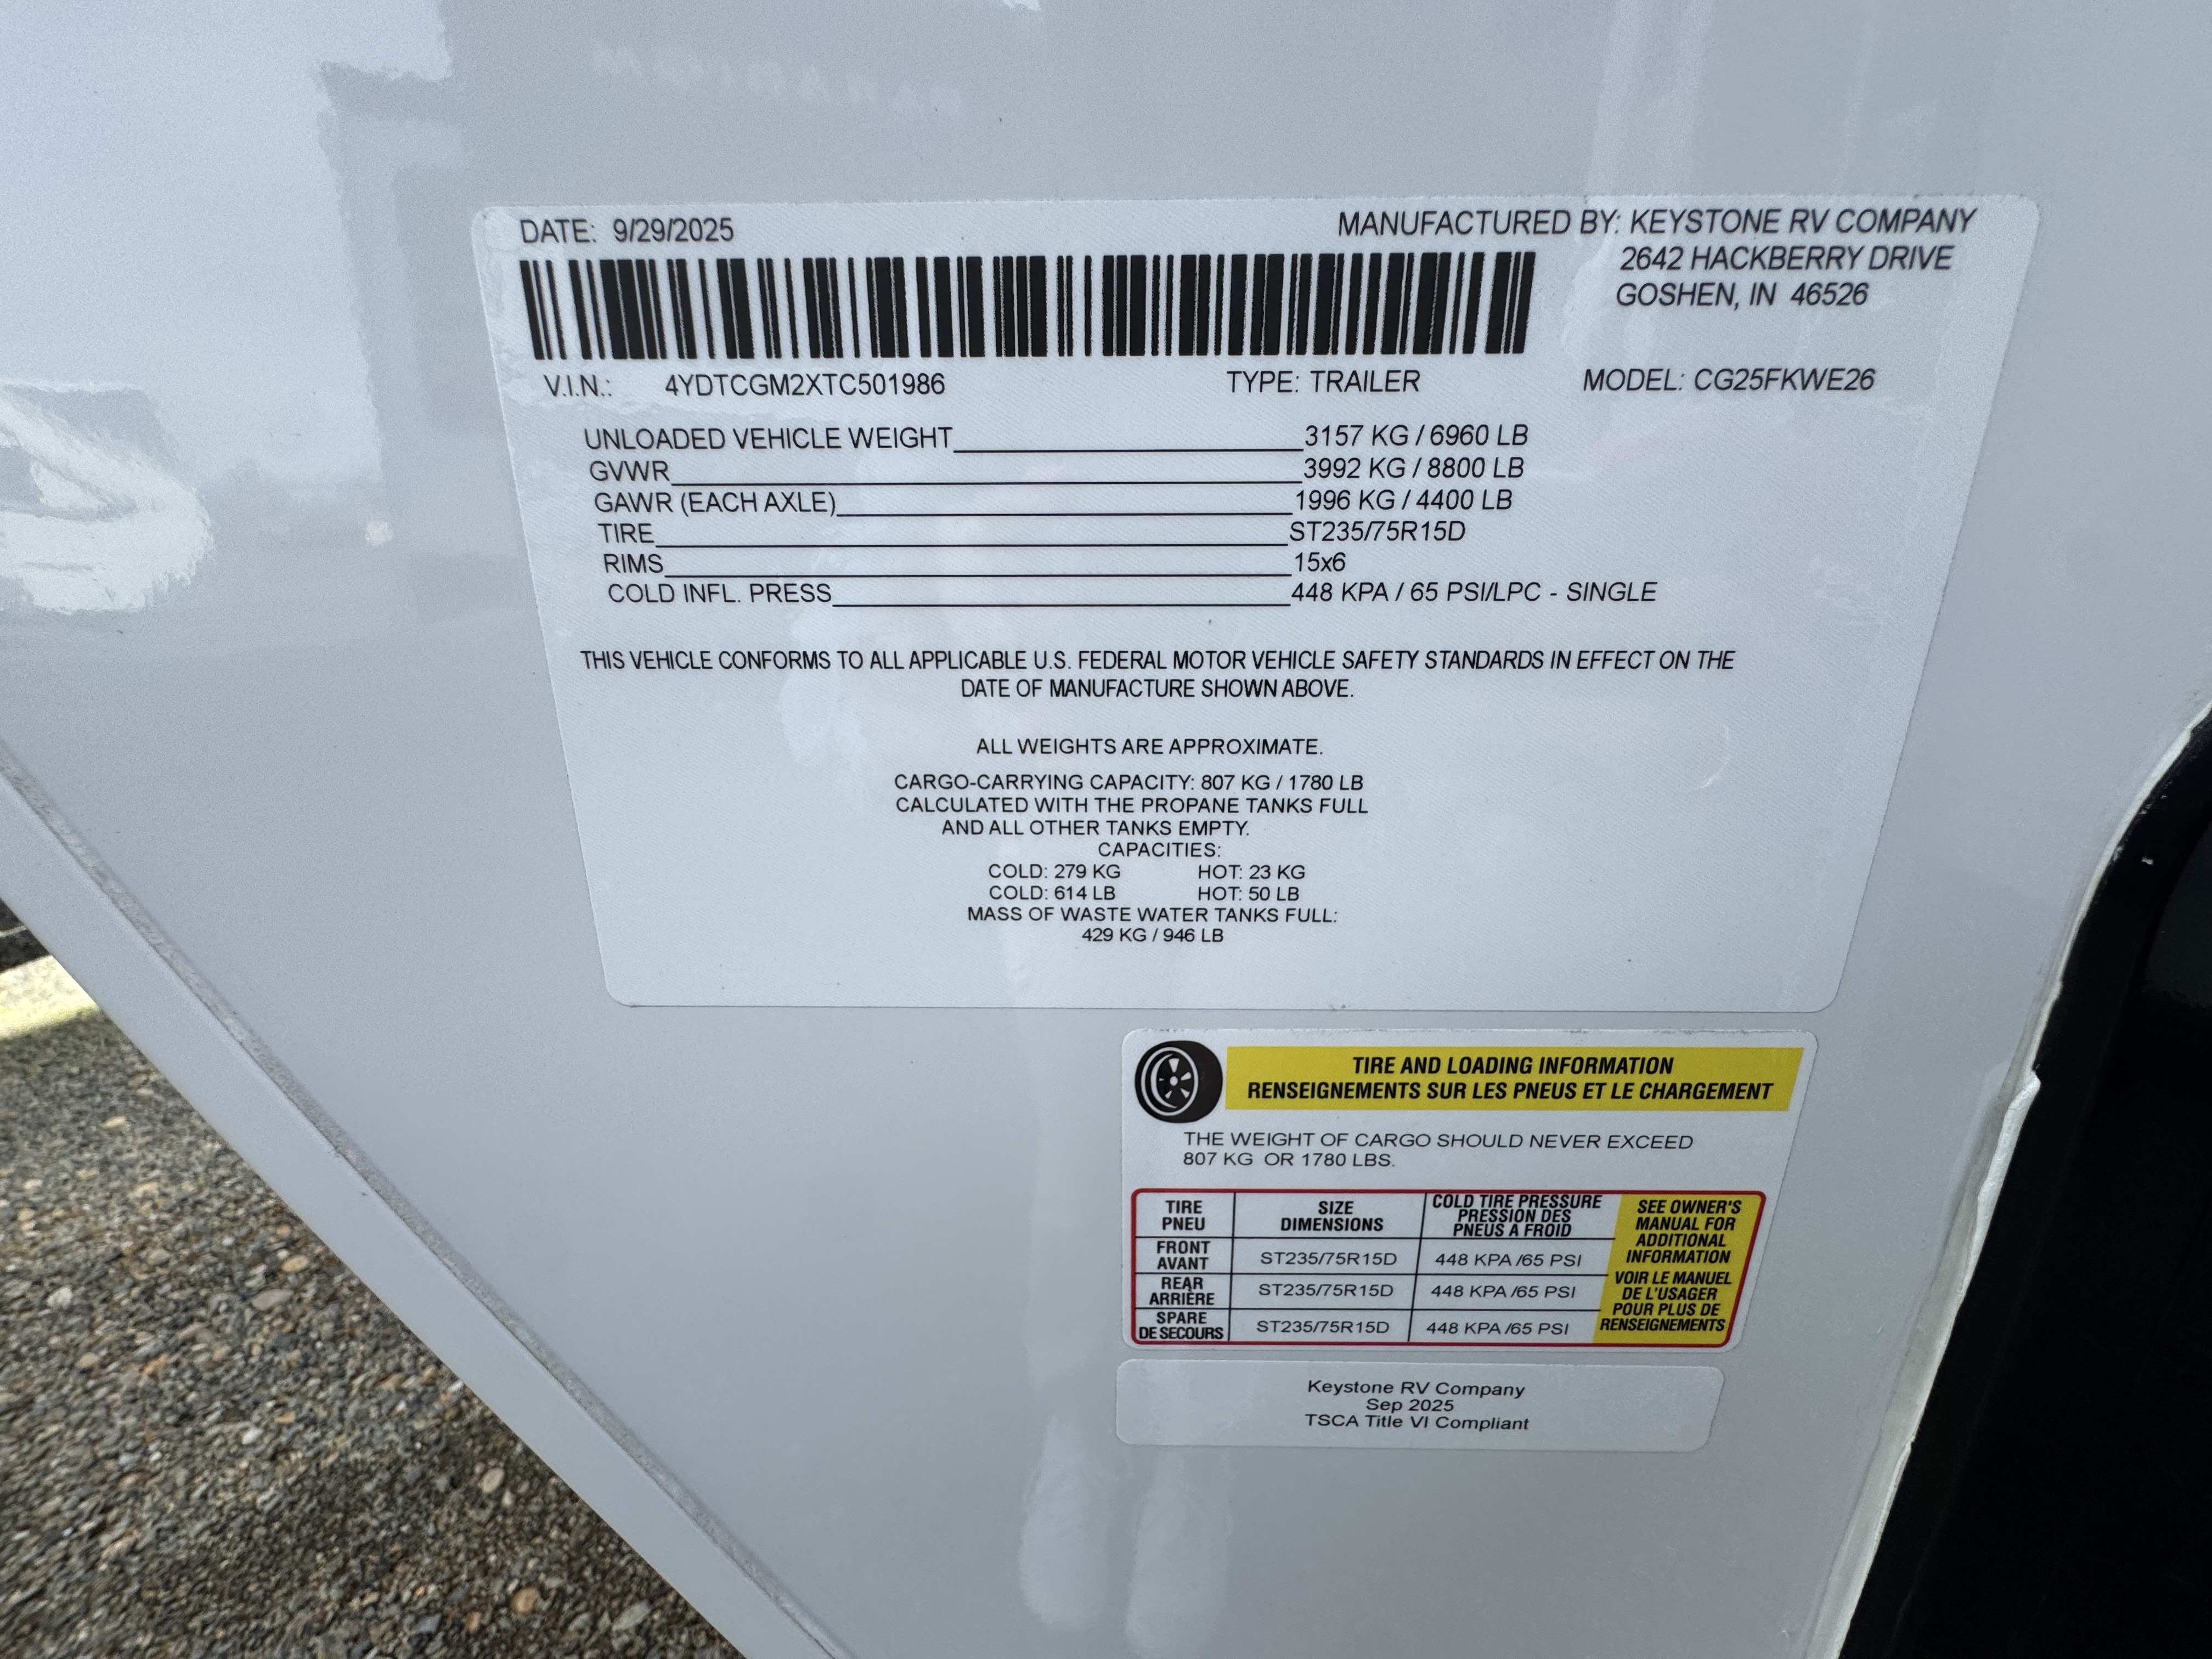 DATE: 9/29/2025
MANUFACTURED BY: KEYSTONE RV COMPANY
2642 HACKBERRY DRIVE
GOSHEN, IN 46526
V.I.N.: 4YDTCGM2XTC501986 TYPE: TRAILER MODEL: CG25FKWE26
UNLOADED VEHICLE WEIGHT 3157 KG / 6960 LB
GVWR 3992 KG / 8800 LB
GAWR (EACH AXLE) 1996 KG / 4400 LB
TIRE ST235/75R15D
RIMS 15x6
COLD INFL. PRESS 448 KPA / 65 PSI/LPC - SINGLE
THIS VEHICLE CONFORMS TO ALL APPLICABLE U.S. FEDERAL MOTOR VEHICLE SAFETY STANDARDS IN EFFECT ON THE
DATE OF MANUFACTURE SHOWN ABOVE.
ALL WEIGHTS ARE APPROXIMATE.
CARGO-CARRYING CAPACITY: 807 KG / 1780 LB
CALCULATED WITH THE PROPANE TANKS FULL
AND ALL OTHER TANKS EMPTY.
CAPACITIES:
COLD: 279 KG HOT: 23 KG
COLD: 614 LB HOT: 50 LB
MASS OF WASTE WATER TANKS FULL:
429 KG / 946 LB
TIRE AND LOADING INFORMATION
RENSEIGNEMENTS SUR LES PNEUS ET LE CHARGEMENT
THE WEIGHT OF CARGO SHOULD NEVER EXCEED
807 KG OR 1780 LBS.
TIRE
PNEU
SIZE
DIMENSIONS
COLD TIRE PRESSURE
PRESSION DES
PNEUS A FROID
FRONT
AVANT
ST235/75R15D
448 KPA /65 PSI
REAR
ARRIÈRE
ST235/75R15D
448 KPA /65 PSI
SPARE
DE SECOURS
ST235/75R15D
448 KPA /65 PSI
SEE OWNER'S
MANUAL FOR
ADDITIONAL
INFORMATION
VOIR LE MANUEL
DE L'USAGER
POUR PLUS DE
RENSEIGNEMENTS
Keystone RV Company
Sep 2025
TSCA Title VI Compliant